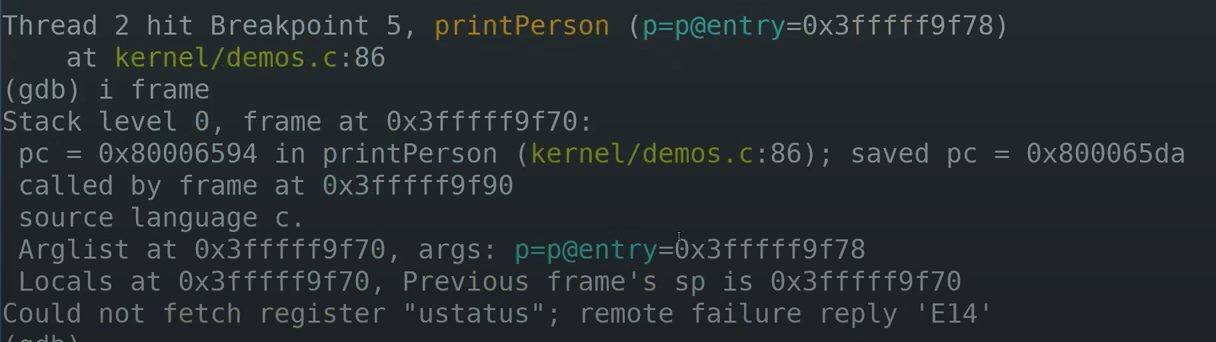 Thread 2 hit Breakpoint 5, printPerson (p=p@entry=0x3fffff9f78)
at kernel/demos.c:86
(gdb) i frame
Stack level 0, frame at 0x3fffff9f70:
pc = 0x80006594 in printPerson (kernel/demos.c:86); saved pc = 0x800065da
called by frame at 0x3fffff9f90
source language c.
Arglist at 0x3fffff9f70, args: p=p@entry=0x3fffff9f78
Locals at 0x3fffff9f70, Previous frame's sp is 0x3fffff9f70
Could not fetch register "ustatus"; remote failure reply 'E14'
(gdb)